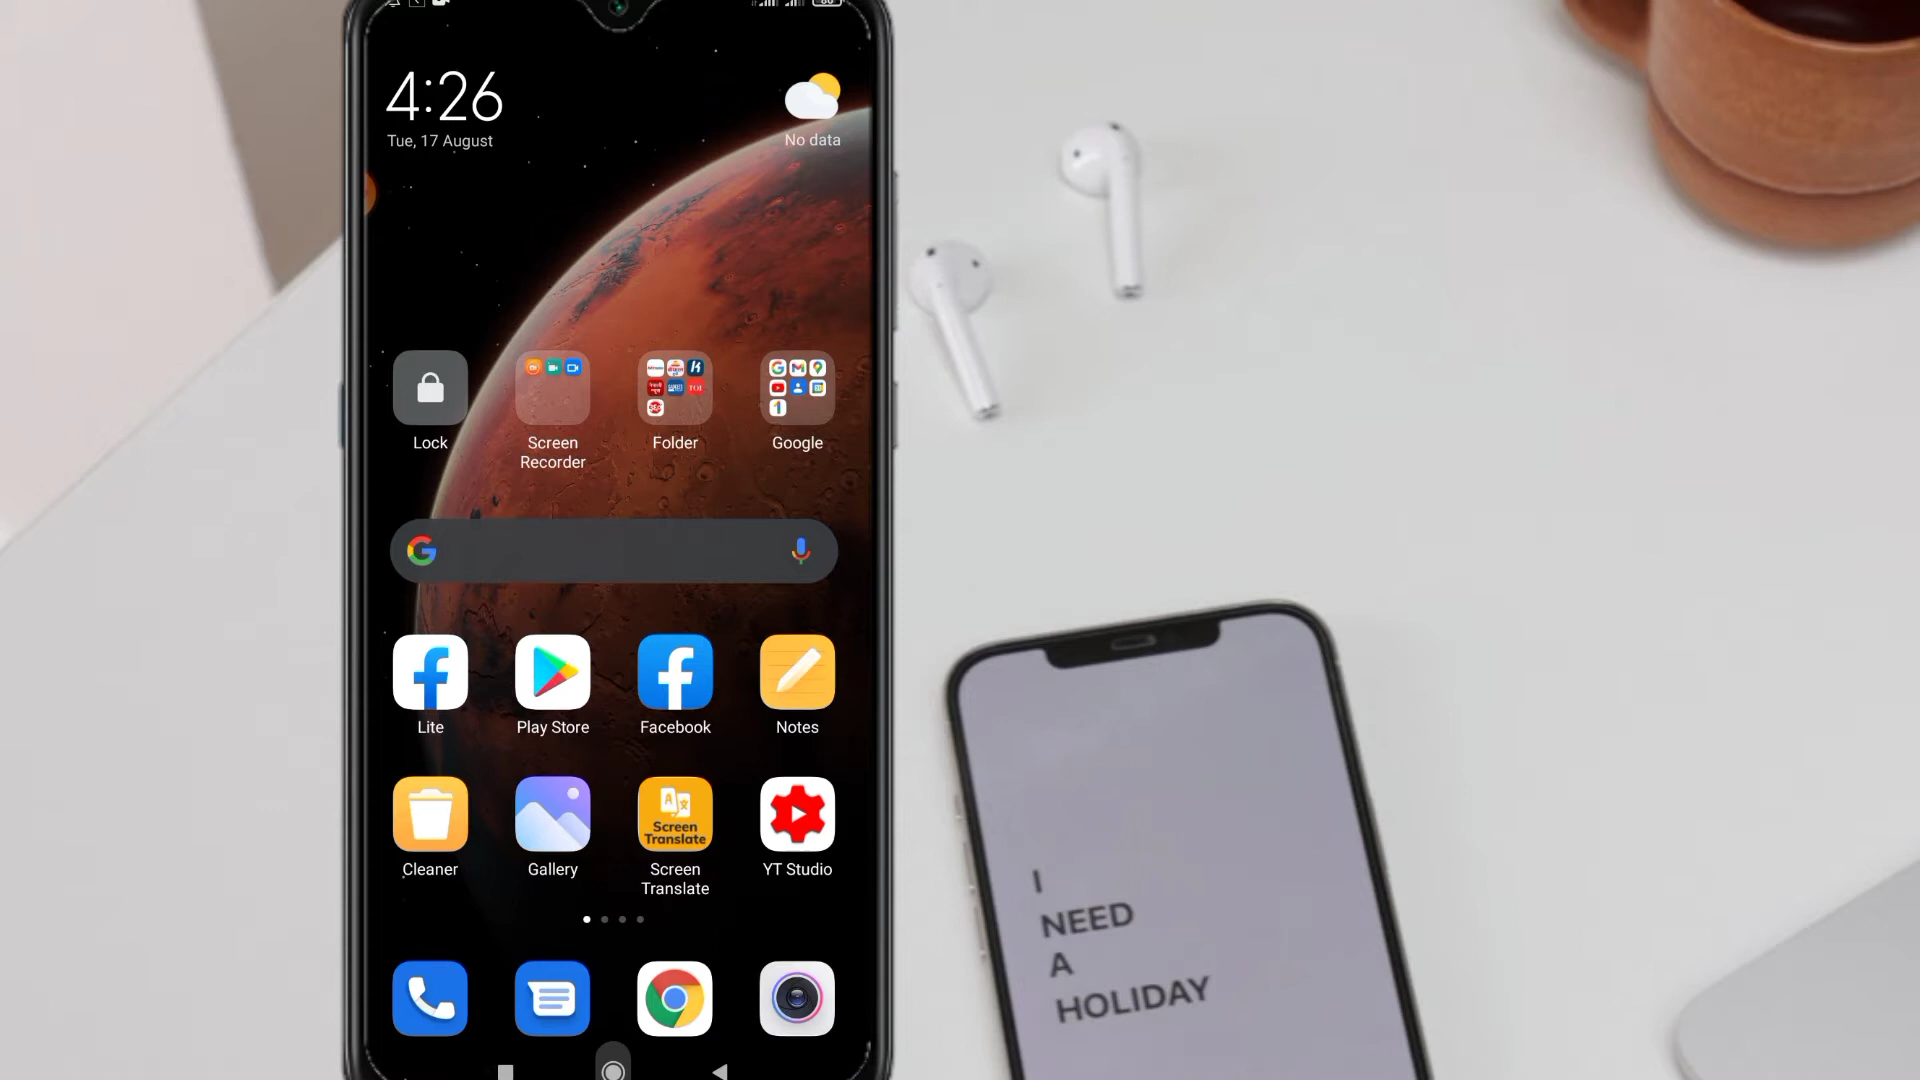 4:26
Tue, 17 August
No data
Lock
Screen
Recorder
Folder
Google
Lite
Play Store
Facebook
Notes
Screen
Translate
Cleaner
Gallery
Screen
Translate
YT Studio
I
NEED
A
HOLIDAY